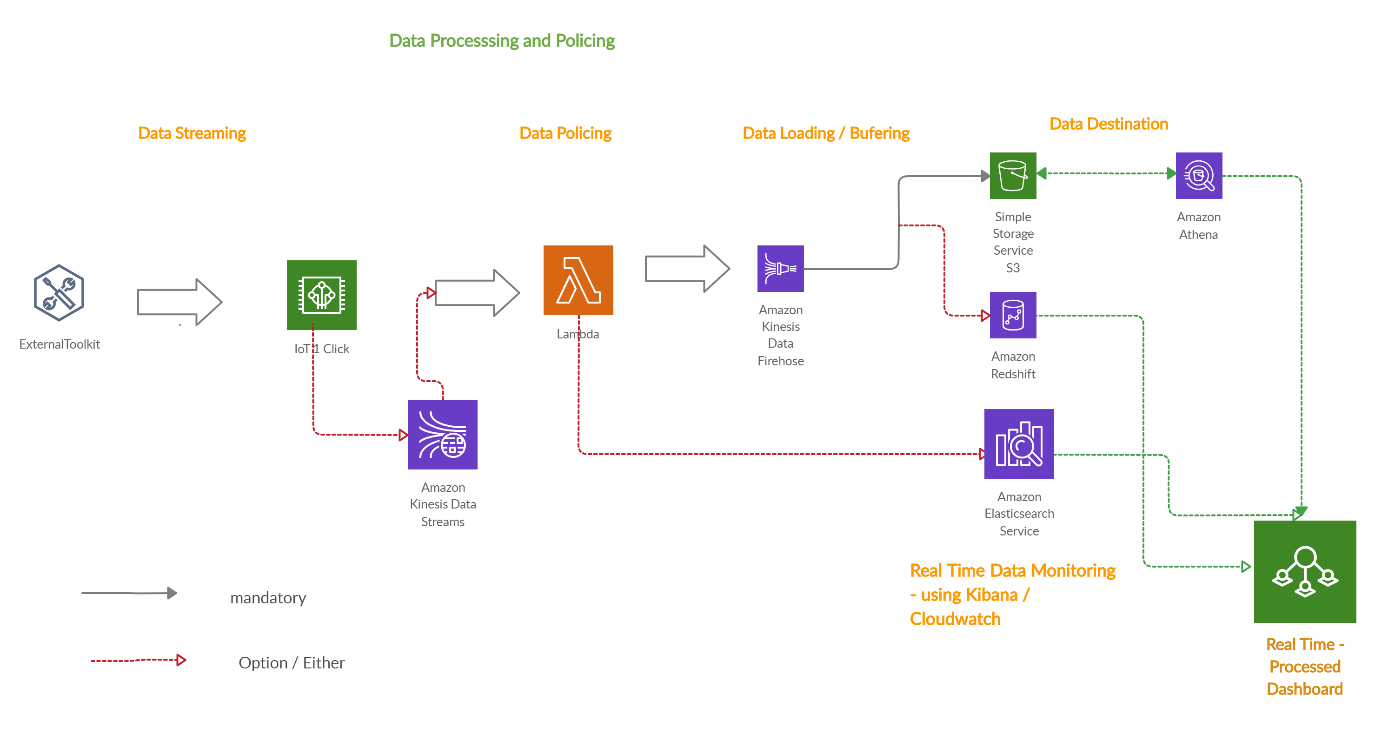 Data Processsing and Policing
Data Streaming
Data Policing
Data Loading / Bufering
Data Destination
ExternalToolkit
IoT 1 Click
Amazon
Kinesis Data
Streams
Lambda
Amazon
Kinesis
Data
Firehose
Simple
Storage
Service
S3
Amazon
Athena
Amazon
Redshift
Amazon
Elasticsearch
Service
Real Time Data Monitoring
- using Kibana /
Cloudwatch
Real Time -
Processed
Dashboard
mandatory
Option / Either